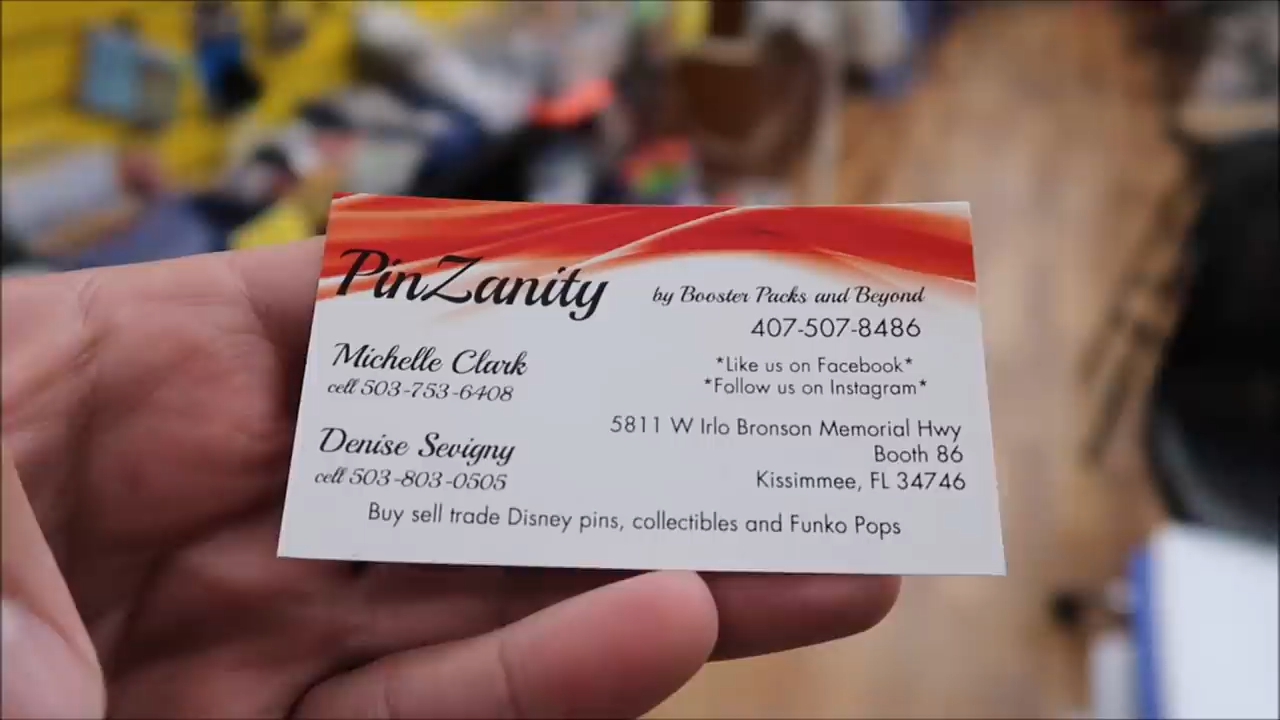 PinZanity
by Booster Packs and Beyond
407-507-8486
Michelle Clark
cell 503-753-6408
*Like us on Facebook*
*Follow us on Instagram*
Denise Sevigny
cell 503-803-0505
5811 W Irlo Bronson Memorial Hwy
Booth 86
Kissimmee, FL 34746
Buy sell trade Disney pins, collectibles and Funko Pops